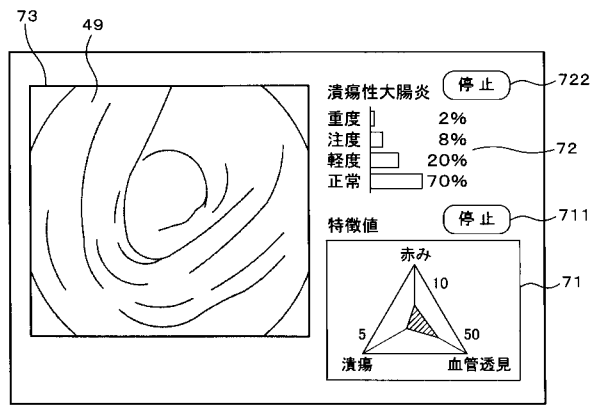 73
49
潰瘍性大腸炎
停止
722
重度 2%
注度 8%
軽度 20%
正常 70%
72
特徴値
停止
711
赤み
10
71
5
50
潰瘍
血管透見